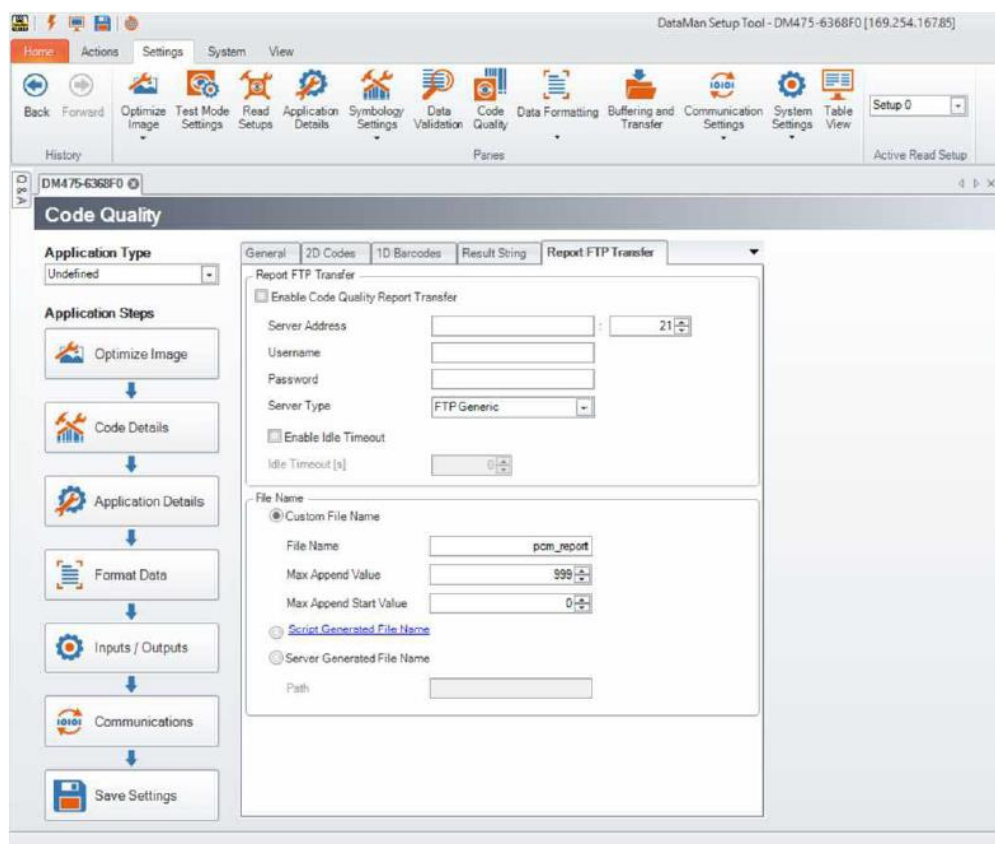 DataMan Setup Tool - DM475-6368F0 [169.254.167.85]
Home Actions Settings System View
Back Forward Optimize Image Test Mode Settings Read Setups Application Details Symbology Settings Data Validation Code Quality Data Formatting Buffering and Transfer Communication Settings System Settings Table View Setup 0
History Panes Active Read Setup
Q & A
DM475-6368F0
Code Quality
Application Type
Undefined
Application Steps
Optimize Image
Code Details
Application Details
Format Data
Inputs / Outputs
Communications
Save Settings
General 2D Codes 1D Barcodes Result String Report FTP Transfer
Report FTP Transfer
Enable Code Quality Report Transfer
Server Address : 21
Username
Password
Server Type FTP Generic
Enable Idle Timeout
Idle Timeout [s] 0
File Name
Custom File Name
File Name pcm_report
Max Append Value 999
Max Append Start Value 0
Script Generated File Name
Server Generated File Name
Path